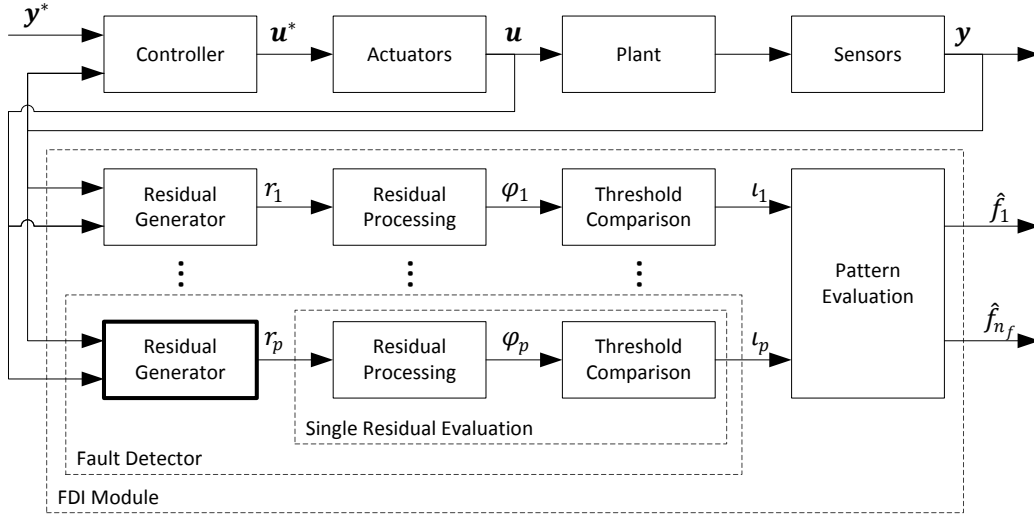 y*
Controller
u*
Actuators
u
Plant
Sensors
y
Residual
Generator
r₁
Residual
Processing
φ₁
Threshold
Comparison
ι₁
Pattern
Evaluation
f̂₁
f̂ₙ_f
Residual
Generator
rₚ
Residual
Processing
φₚ
Threshold
Comparison
ιₚ
Single Residual Evaluation
Fault Detector
FDI Module